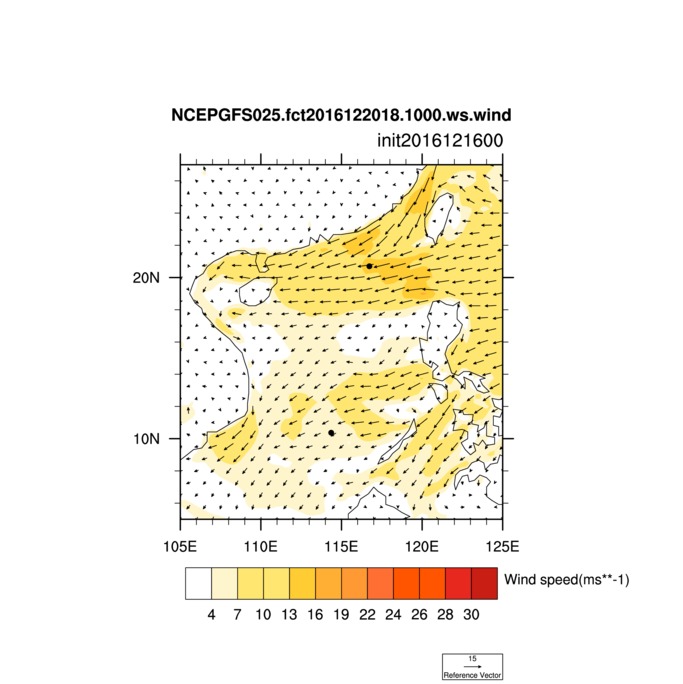 NCEPGFS025.fct2016122018.1000.ws.wind
init2016121600
20N
10N
105E 110E 115E 120E 125E
4 7 10 13 16 19 22 24 26 28 30
Wind speed(ms**-1)
15
Reference Vector